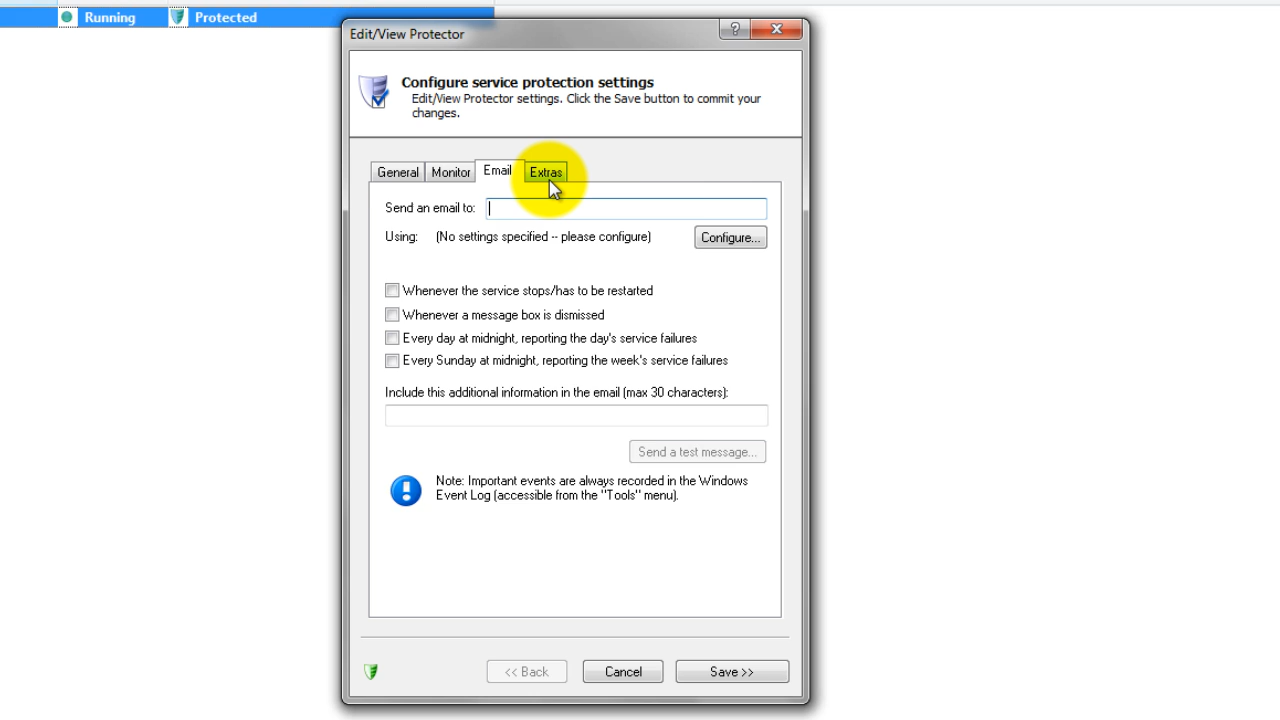 Running Protected
Edit/View Protector
?
Configure service protection settings
Edit/View Protector settings. Click the Save button to commit your
changes.
General Monitor Email Extras
Send an email to:
Using: (No settings specified -- please configure) Configure...
Whenever the service stops/has to be restarted
Whenever a message box is dismissed
Every day at midnight, reporting the day's service failures
Every Sunday at midnight, reporting the week's service failures
Include this additional information in the email (max 30 characters):
Send a test message...
Note: Important events are always recorded in the Windows
Event Log (accessible from the "Tools" menu).
<< Back Cancel Save >>